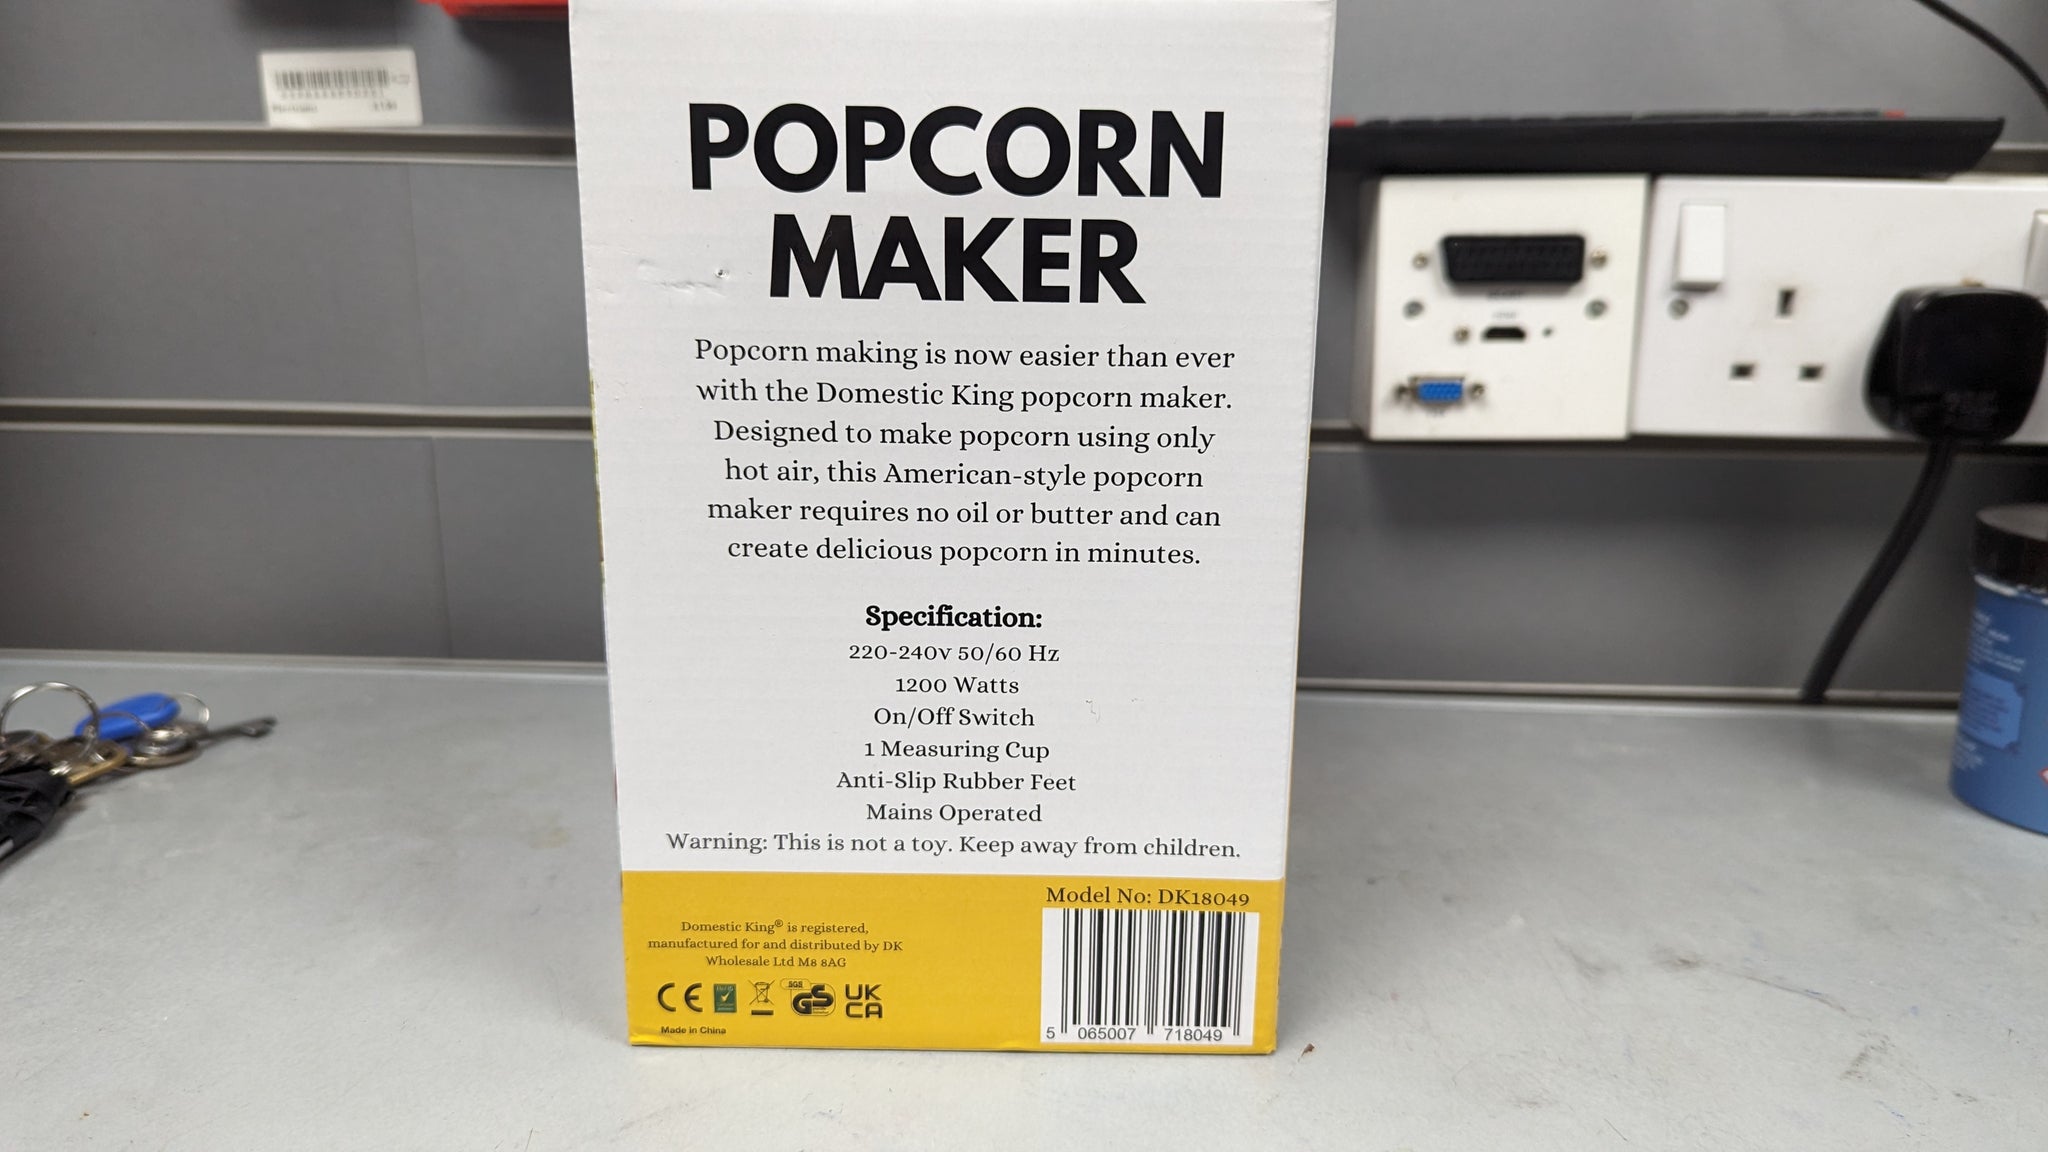 POPCORN
MAKER
Popcorn making is now easier than ever
with the Domestic King popcorn maker.
Designed to make popcorn using only
hot air, this American-style popcorn
maker requires no oil or butter and can
create delicious popcorn in minutes.
Specification:
220-240v 50/60 Hz
1200 Watts
On/Off Switch
1 Measuring Cup
Anti-Slip Rubber Feet
Mains Operated
Warning: This is not a toy. Keep away from children.
Model No: DK18049
Domestic King® is registered,
manufactured for and distributed by DK
Wholesale Ltd M8 8AG
CE
SGS
GS
UK
CA
Made in China
5 065007 718049